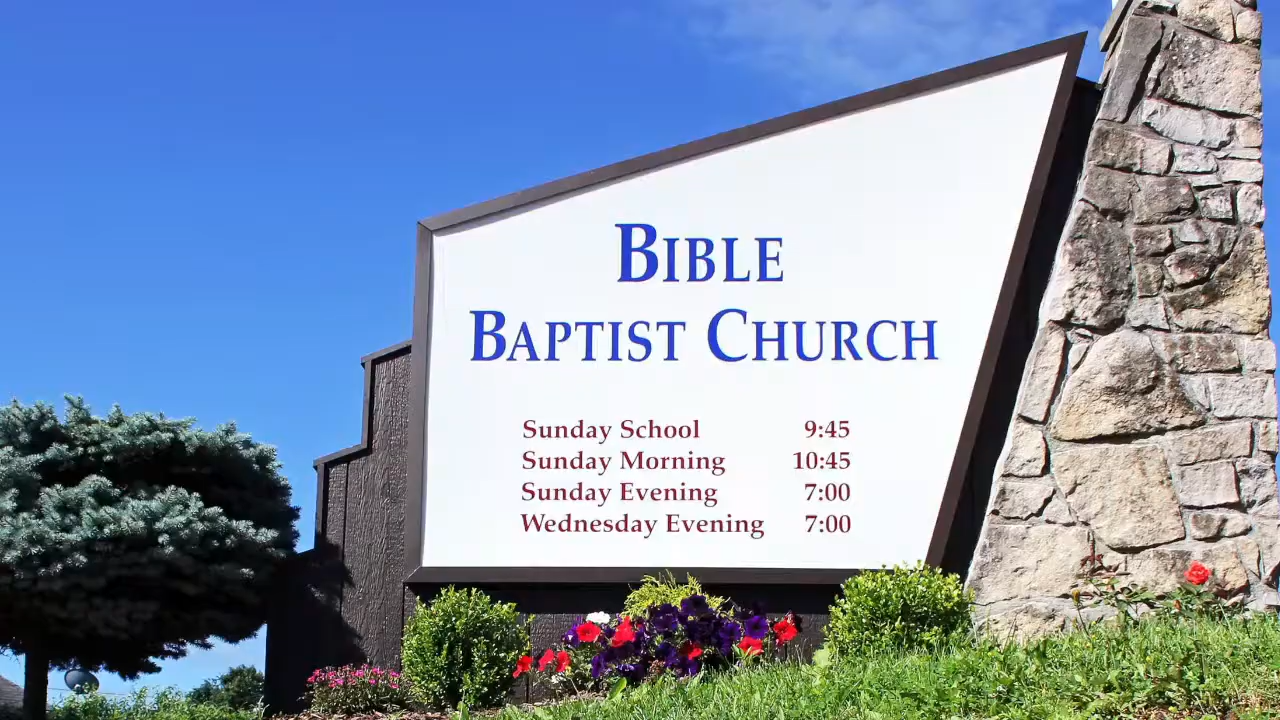 Bible
Baptist Church
Sunday School 9:45
Sunday Morning 10:45
Sunday Evening 7:00
Wednesday Evening 7:00